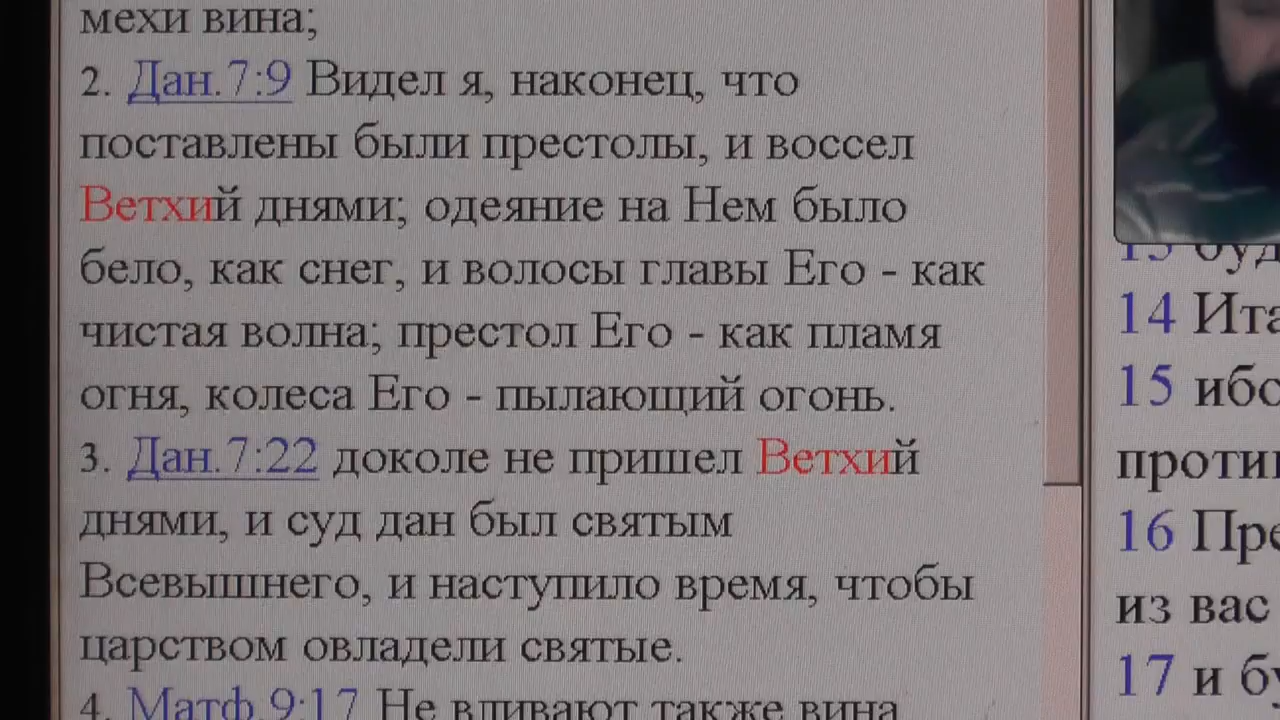 мехи вина;
2. Дан.7:9 Видел я, наконец, что
поставлены были престолы, и воссел
Ветхий днями; одеяние на Нем было
бело, как снег, и волосы главы Его - как
чистая волна; престол Его - как пламя
огня, колеса Его - пылающий огонь.
3. Дан.7:22 доколе не пришел Ветхий
днями, и суд дан был святым
Всевышнего, и наступило время, чтобы
царством овладели святые.
4. Матф.9:17 Не вливают также вина
14
15 ибо
16
из вас
17 и